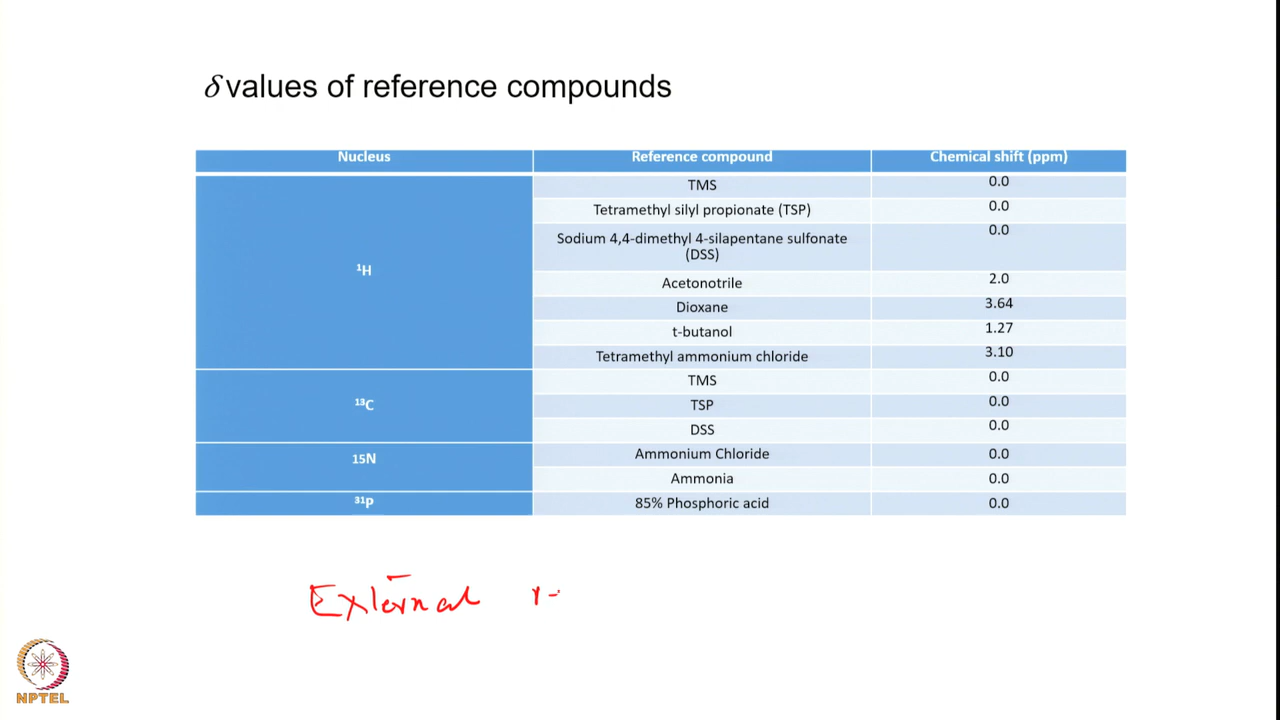 δ values of reference compounds
Nucleus Reference compound Chemical shift (ppm)
¹H
TMS 0.0
Tetramethyl silyl propionate (TSP) 0.0
Sodium 4,4-dimethyl 4-silapentane sulfonate
(DSS) 0.0
Acetonotrile 2.0
Dioxane 3.64
t-butanol 1.27
Tetramethyl ammonium chloride 3.10
¹³C
TMS 0.0
TSP 0.0
DSS 0.0
15N
Ammonium Chloride 0.0
Ammonia 0.0
³¹P
85% Phosphoric acid 0.0
External r
NPTEL